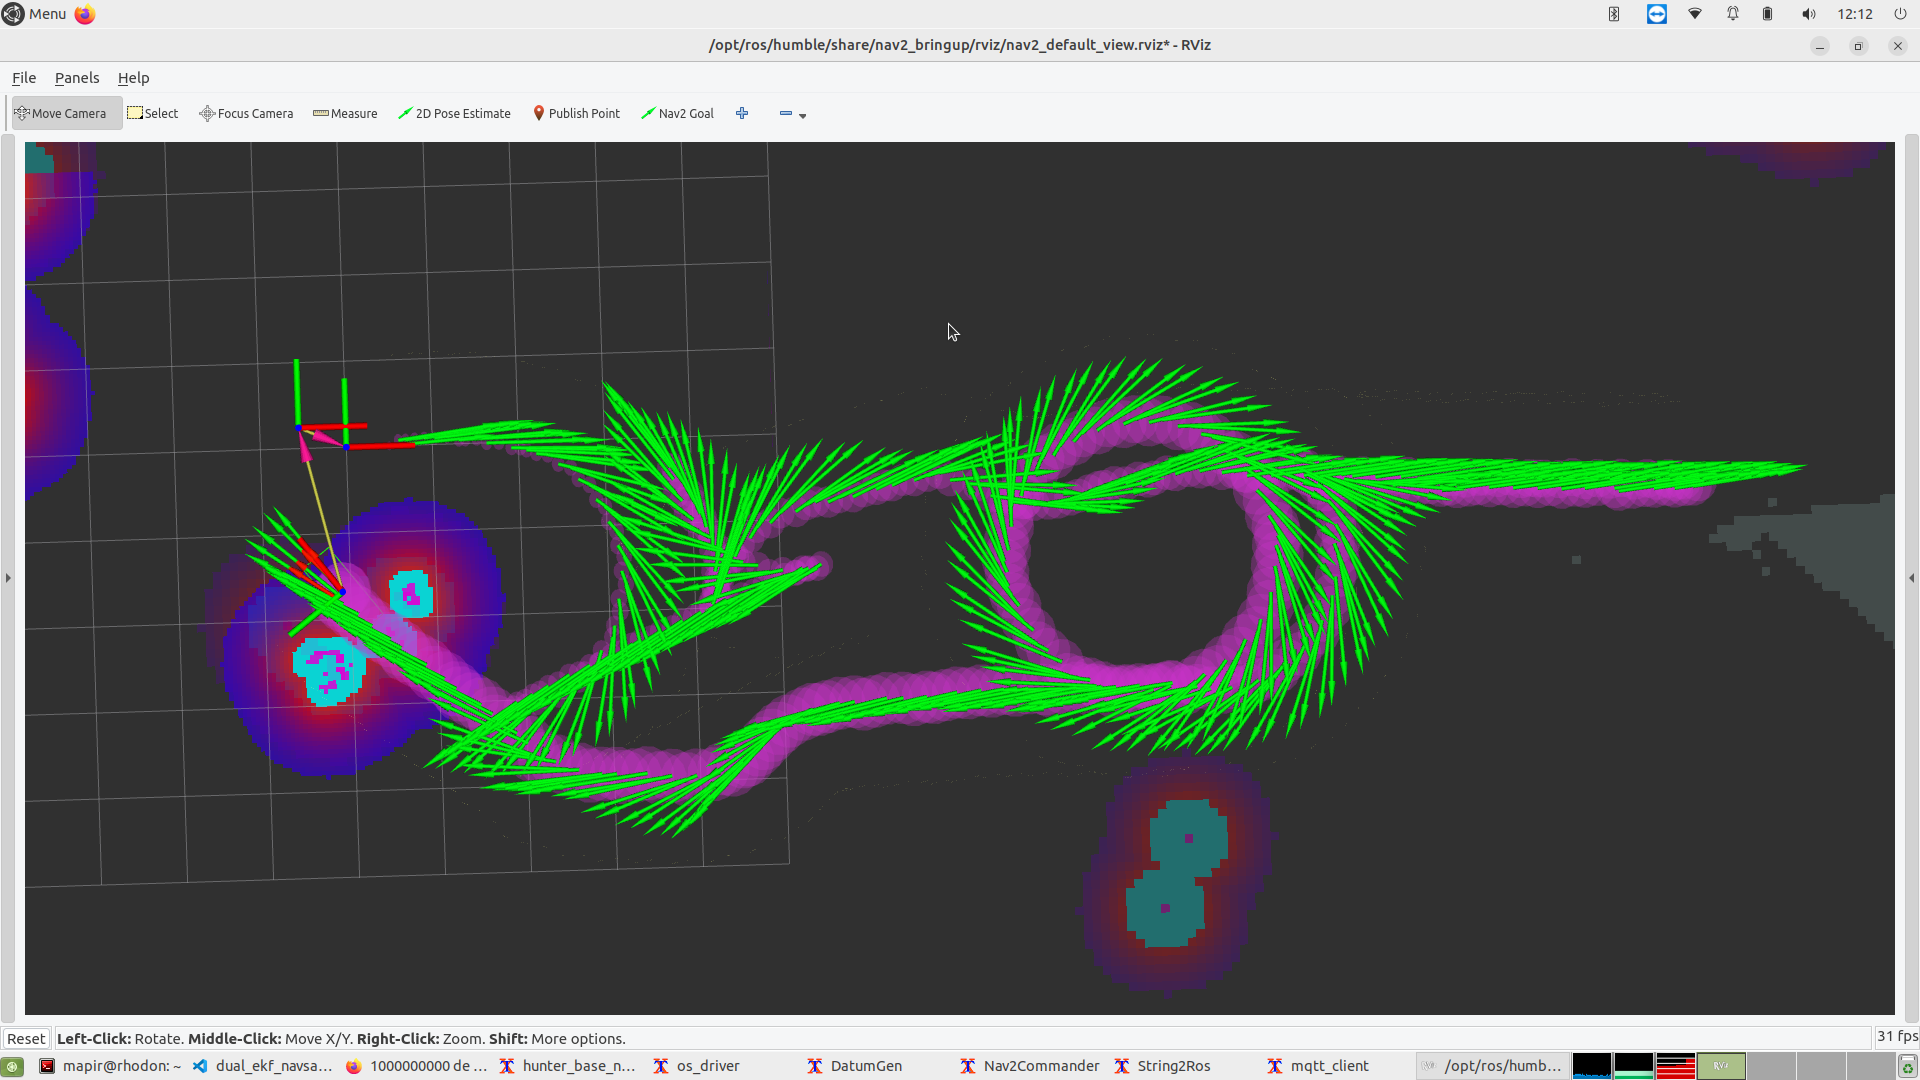 Menu
12:12
/opt/ros/humble/share/nav2_bringup/rviz/nav2_default_view.rviz* - RViz
File Panels Help
Move Camera Select Focus Camera Measure 2D Pose Estimate Publish Point Nav2 Goal
Reset Left-Click: Rotate. Middle-Click: Move X/Y. Right-Click: Zoom. Shift: More options. 31 fps
mapir@rhodon: ~ dual_ekf_navsa... 1000000000 de ... hunter_base_n... os_driver DatumGen Nav2Commander String2Ros mqtt_client /opt/ros/humb...